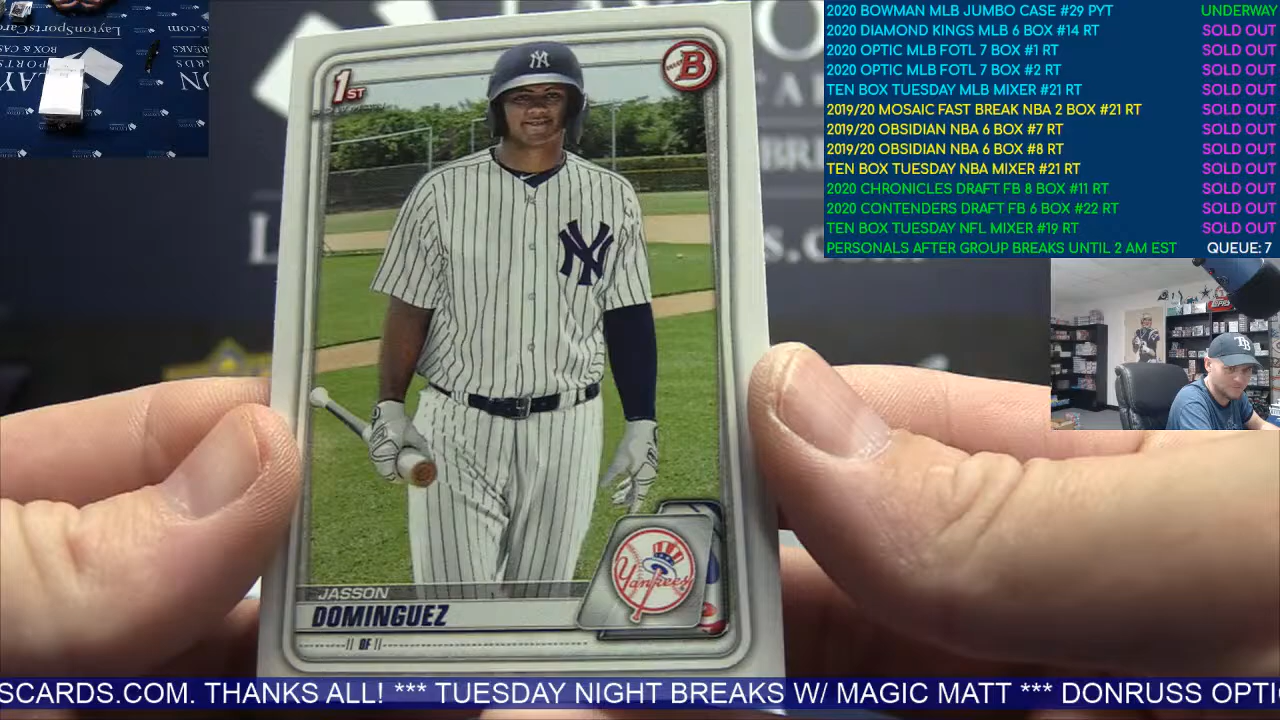 2020 BOWMAN MLB JUMBO CASE #29 PYT UNDERWAY
2020 DIAMOND KINGS MLB 6 BOX #14 RT SOLD OUT
2020 OPTIC MLB FOTL 7 BOX #1 RT SOLD OUT
2020 OPTIC MLB FOTL 7 BOX #2 RT SOLD OUT
TEN BOX TUESDAY MLB MIXER #21 RT SOLD OUT
2019/20 MOSAIC FAST BREAK NBA 2 BOX #21 RT SOLD OUT
2019/20 OBSIDIAN NBA 6 BOX #7 RT SOLD OUT
2019/20 OBSIDIAN NBA 6 BOX #8 RT SOLD OUT
TEN BOX TUESDAY NBA MIXER #21 RT SOLD OUT
2020 CHRONICLES DRAFT FB 8 BOX #11 RT SOLD OUT
2020 CONTENDERS DRAFT FB 6 BOX #22 RT SOLD OUT
TEN BOX TUESDAY NFL MIXER #19 RT SOLD OUT
PERSONALS AFTER GROUP BREAKS UNTIL 2 AM EST QUEUE: 7
LaytonSportsCards.com
1ST
B
NY
NY
TB
Yankees
JASSON
DOMINGUEZ
OF
SCARDS.COM. THANKS ALL! *** TUESDAY NIGHT BREAKS W/ MAGIC MATT *** DONRUSS OPTI